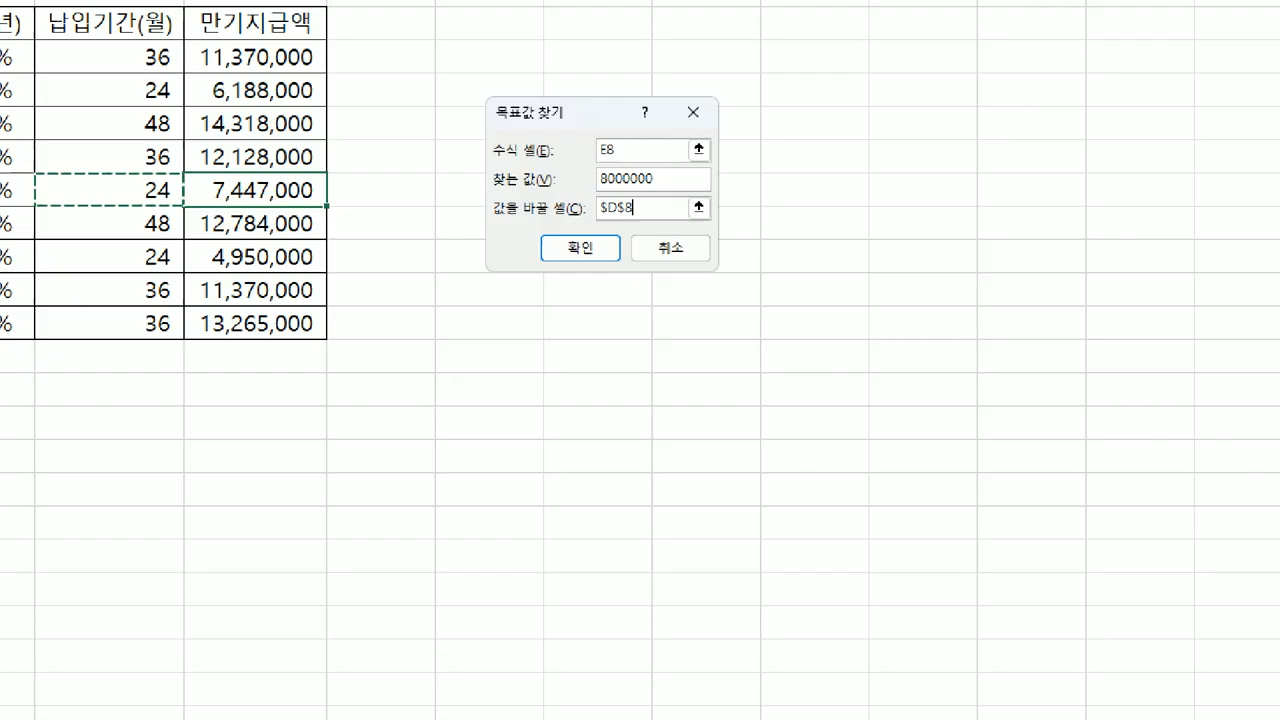 년) 납입기간(월) 만기지급액
% 36 11,370,000
% 24 6,188,000
% 48 14,318,000
% 36 12,128,000
% 24 7,447,000
% 48 12,784,000
% 24 4,950,000
% 36 11,370,000
% 36 13,265,000
목표값 찾기 ?
수식 셀(E): E8
찾는 값(V): 8000000
값을 바꿀 셀(C): $D$8
확인 취소